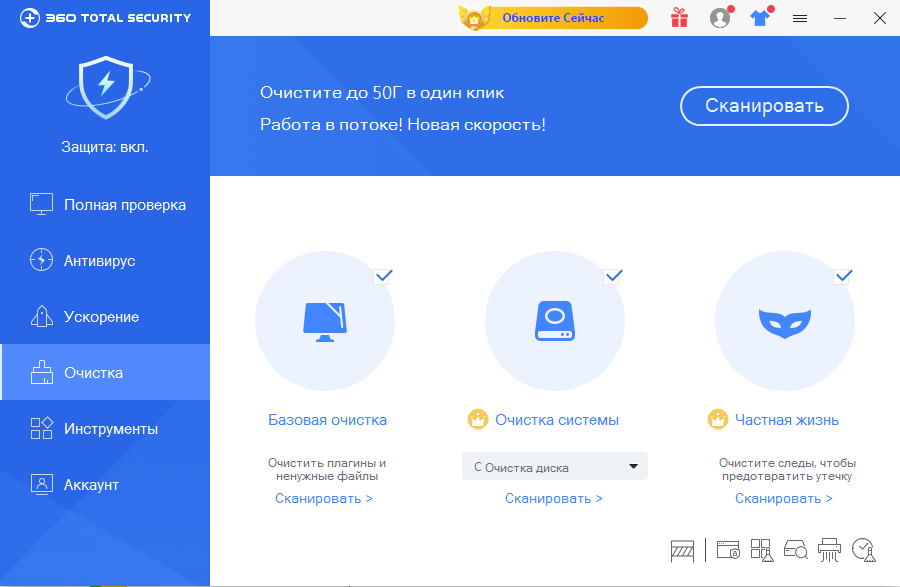 360 TOTAL SECURITY
Обновите Сейчас
Защита: вкл.
Полная проверка
Антивирус
Ускорение
Очистка
Инструменты
Аккаунт
Очистите до 50Г в один клик
Работа в потоке! Новая скорость!
Сканировать
Базовая очистка
Очистить плагины и
ненужные файлы
Сканировать >
Очистка системы
C Очистка диска
Сканировать >
Частная жизнь
Очистите следы, чтобы
предотвратить утечку
Сканировать >